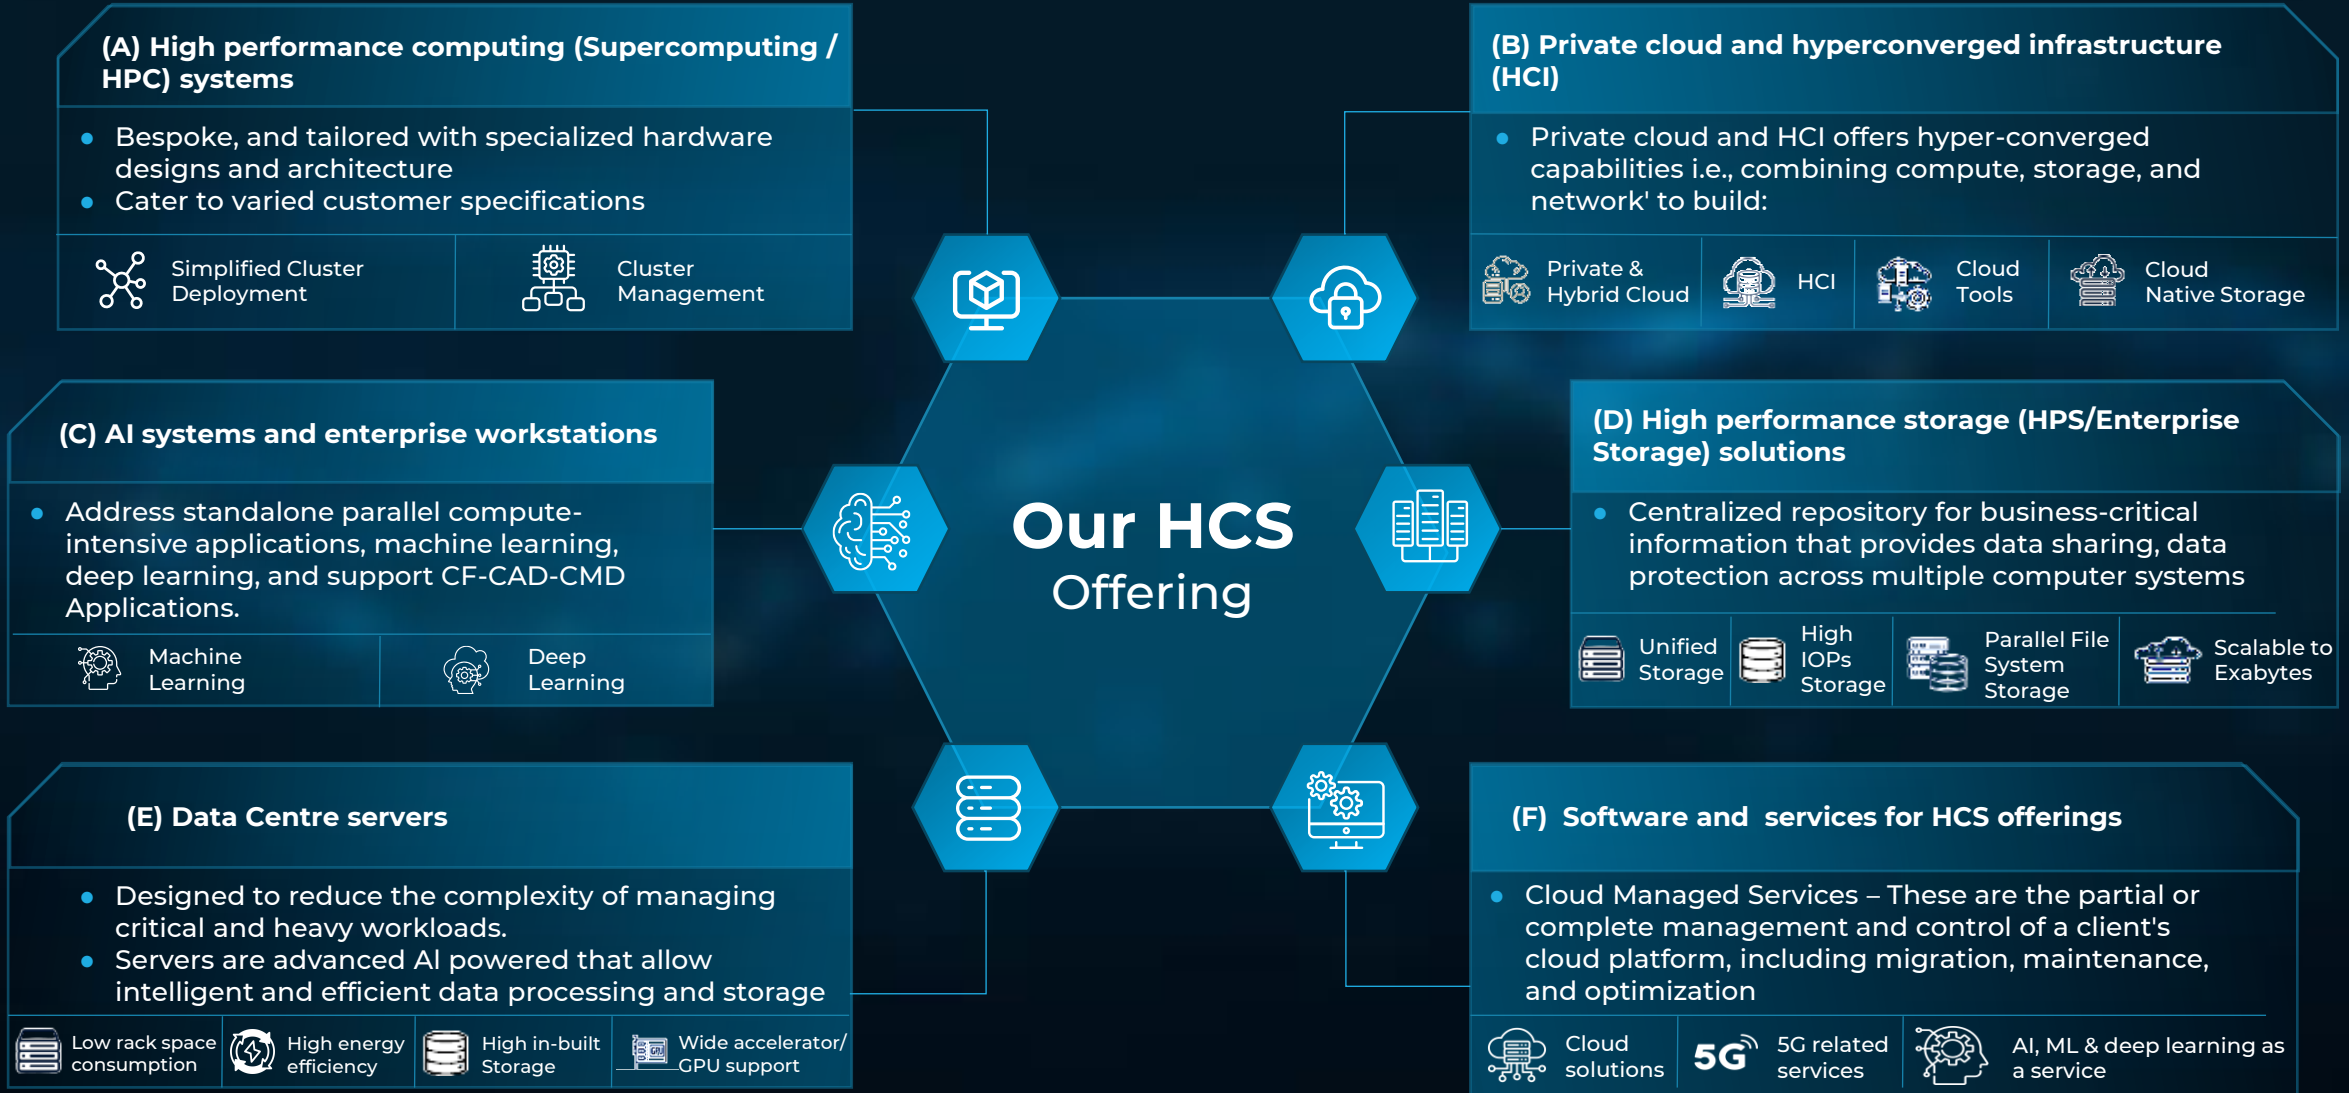 (A) High performance computing (Supercomputing /
HPC) systems
● Bespoke, and tailored with specialized hardware
designs and architecture
● Cater to varied customer specifications
Simplified Cluster
Deployment
Cluster
Management
(B) Private cloud and hyperconverged infrastructure
(HCI)
● Private cloud and HCI offers hyper-converged
capabilities i.e., combining compute, storage, and
network' to build:
Private &
Hybrid Cloud
HCI
Cloud
Tools
Cloud
Native Storage
(C) AI systems and enterprise workstations
● Address standalone parallel compute-
intensive applications, machine learning,
deep learning, and support CF-CAD-CMD
Applications.
Machine
Learning
Deep
Learning
Our HCS
Offering
(D) High performance storage (HPS/Enterprise
Storage) solutions
● Centralized repository for business-critical
information that provides data sharing, data
protection across multiple computer systems
Unified
Storage
High
IOPs
Storage
Parallel File
System
Storage
Scalable to
Exabytes
(E) Data Centre servers
● Designed to reduce the complexity of managing
critical and heavy workloads.
● Servers are advanced AI powered that allow
intelligent and efficient data processing and storage
Low rack space
consumption
High energy
efficiency
High in-built
Storage
GPU
Wide accelerator/
GPU support
(F) Software and services for HCS offerings
● Cloud Managed Services – These are the partial or
complete management and control of a client's
cloud platform, including migration, maintenance,
and optimization
Cloud
solutions
5G
5G related
services
AI, ML & deep learning as
a service